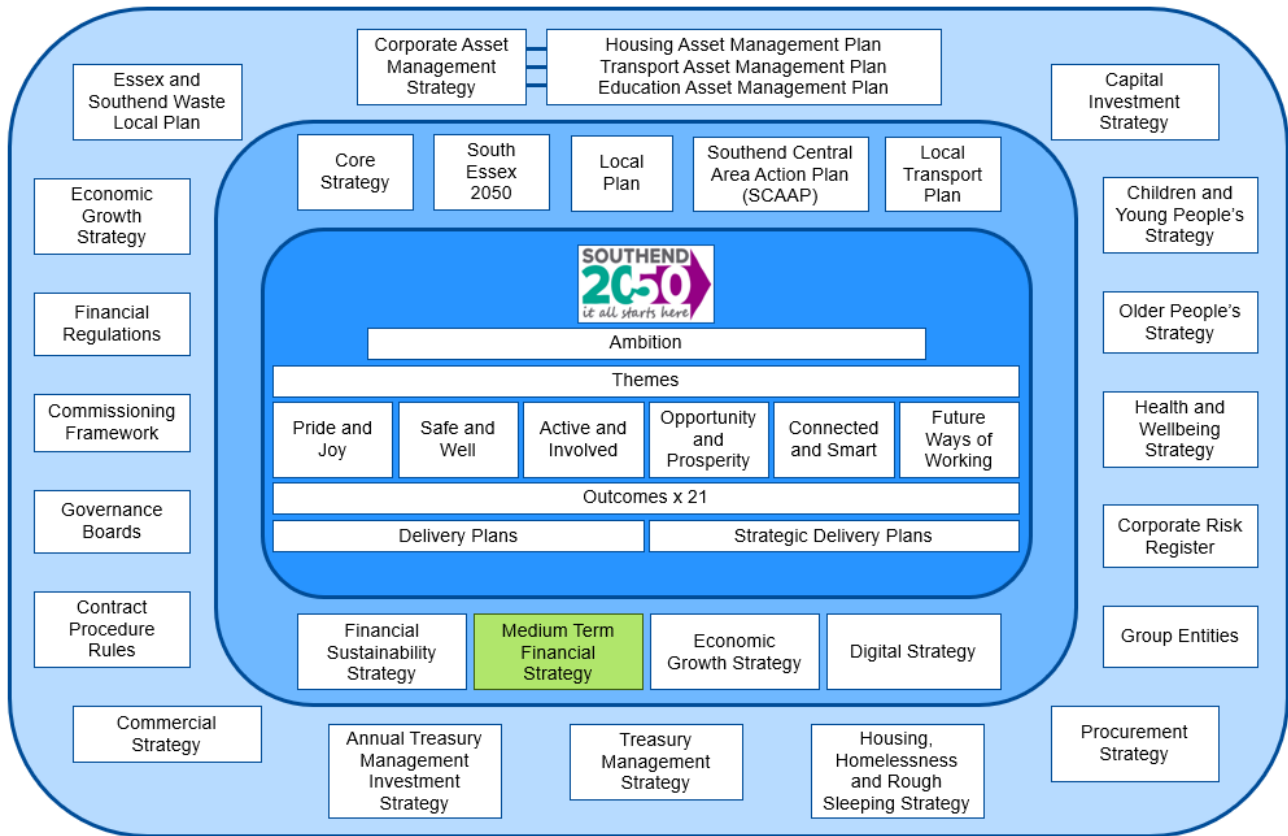 Corporate Asset
Management
Strategy
Housing Asset Management Plan
Transport Asset Management Plan
Education Asset Management Plan
Essex and
Southend Waste
Local Plan
Capital
Investment
Strategy
Core
Strategy
South
Essex
2050
Local
Plan
Southend Central
Area Action Plan
(SCAAP)
Local
Transport
Plan
Economic
Growth
Strategy
Children and
Young People's
Strategy
SOUTHEND
2050
it all starts here
Financial
Regulations
Older People's
Strategy
Ambition
Themes
Commissioning
Framework
Pride and
Joy
Safe and
Well
Active and
Involved
Opportunity
and
Prosperity
Connected
and Smart
Future
Ways of
Working
Health and
Wellbeing
Strategy
Outcomes x 21
Governance
Boards
Delivery Plans
Strategic Delivery Plans
Corporate Risk
Register
Contract
Procedure
Rules
Financial
Sustainability
Strategy
Medium Term
Financial
Strategy
Economic
Growth Strategy
Digital Strategy
Group Entities
Commercial
Strategy
Annual Treasury
Management
Investment
Strategy
Treasury
Management
Strategy
Housing,
Homelessness
and Rough
Sleeping Strategy
Procurement
Strategy